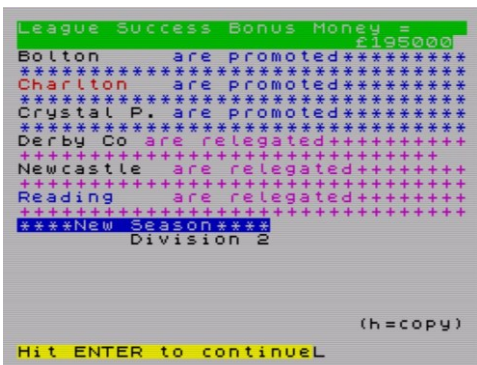 League Success Bonus Money =
£195000
Bolton are promoted*********
********************************
Charlton are promoted*********
********************************
Crystal P. are promoted*********
********************************
Derby Co are relegated++++++++++
++++++++++++++++++++++++++++++
Newcastle are relegated+++++++++
++++++++++++++++++++++++++++++++
Reading are relegated+++++++++
++++++++++++++++++++++++++++++++
****New Season****
Division 2
(h=copy)
Hit ENTER to continueL